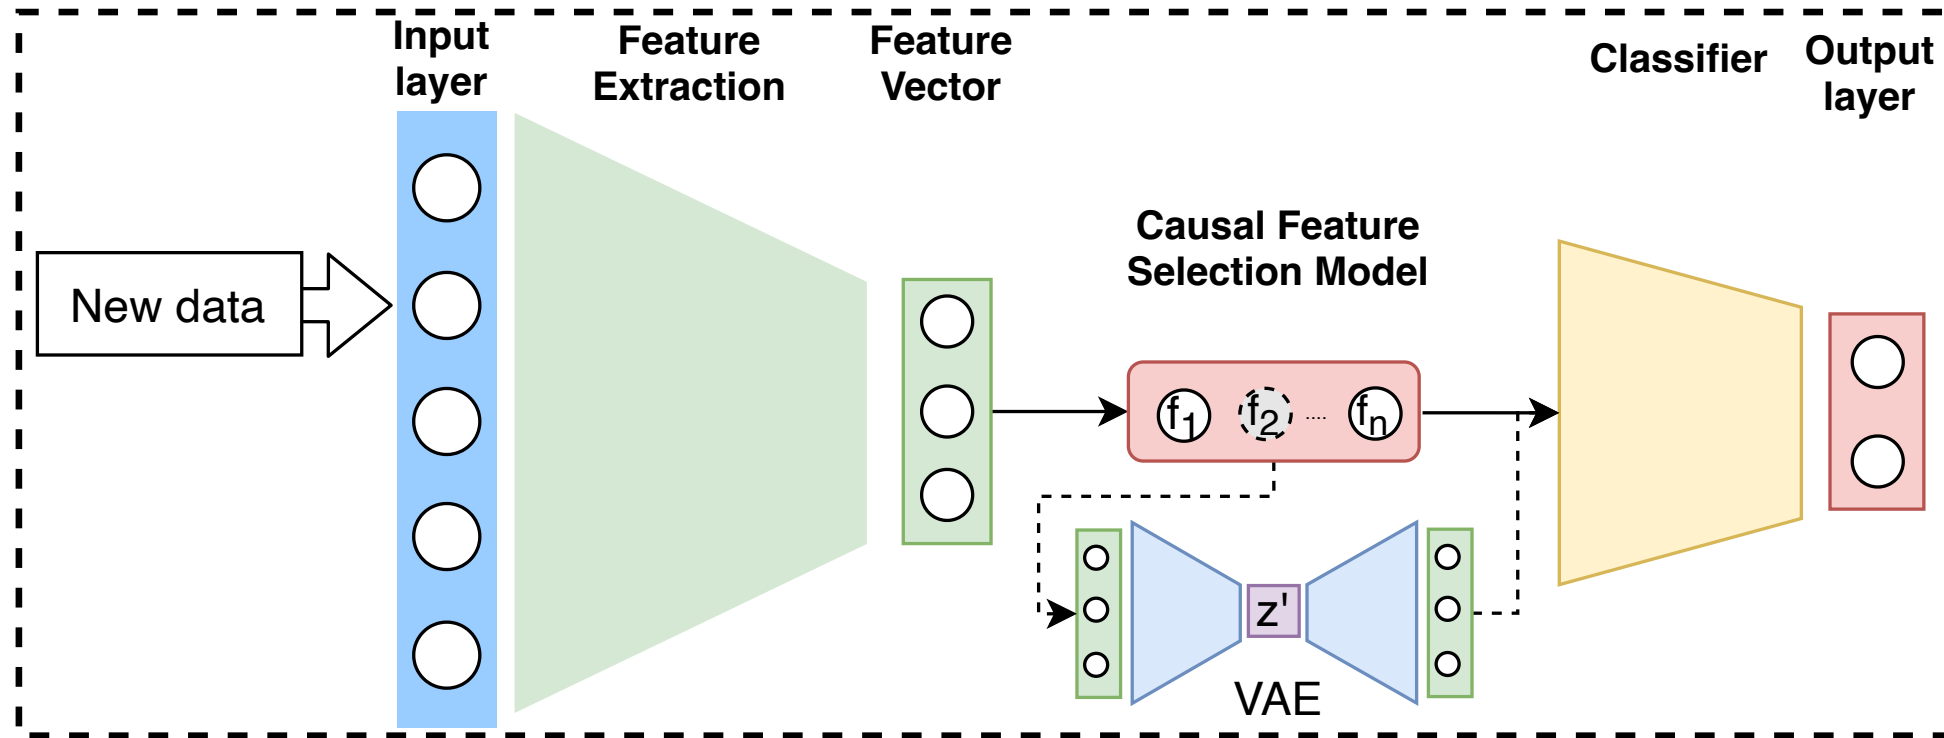 Input
layer
Feature
Extraction
Feature
Vector
Classifier
Output
layer
New data
Causal Feature
Selection Model
f1 f2 .... fn
z'
VAE